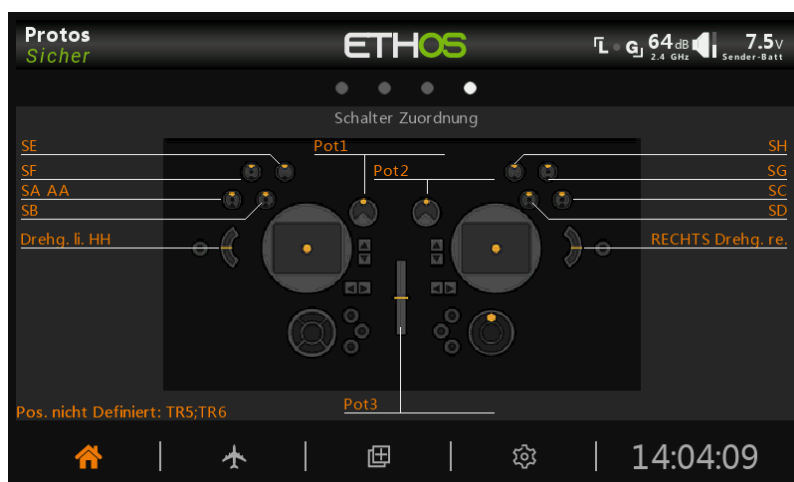 Protos
Sicher
ETHOS
L G 64 dB 7.5v
2.4 GHz Sender-Batt
Schalter Zuordnung
SE Pot1 SH
SF Pot2 SG
SA AA SC
SB SD
Drehg. li. HH RECHTS Drehg. re.
Pot3
Pos. nicht Definiert: TR5;TR6
14:04:09